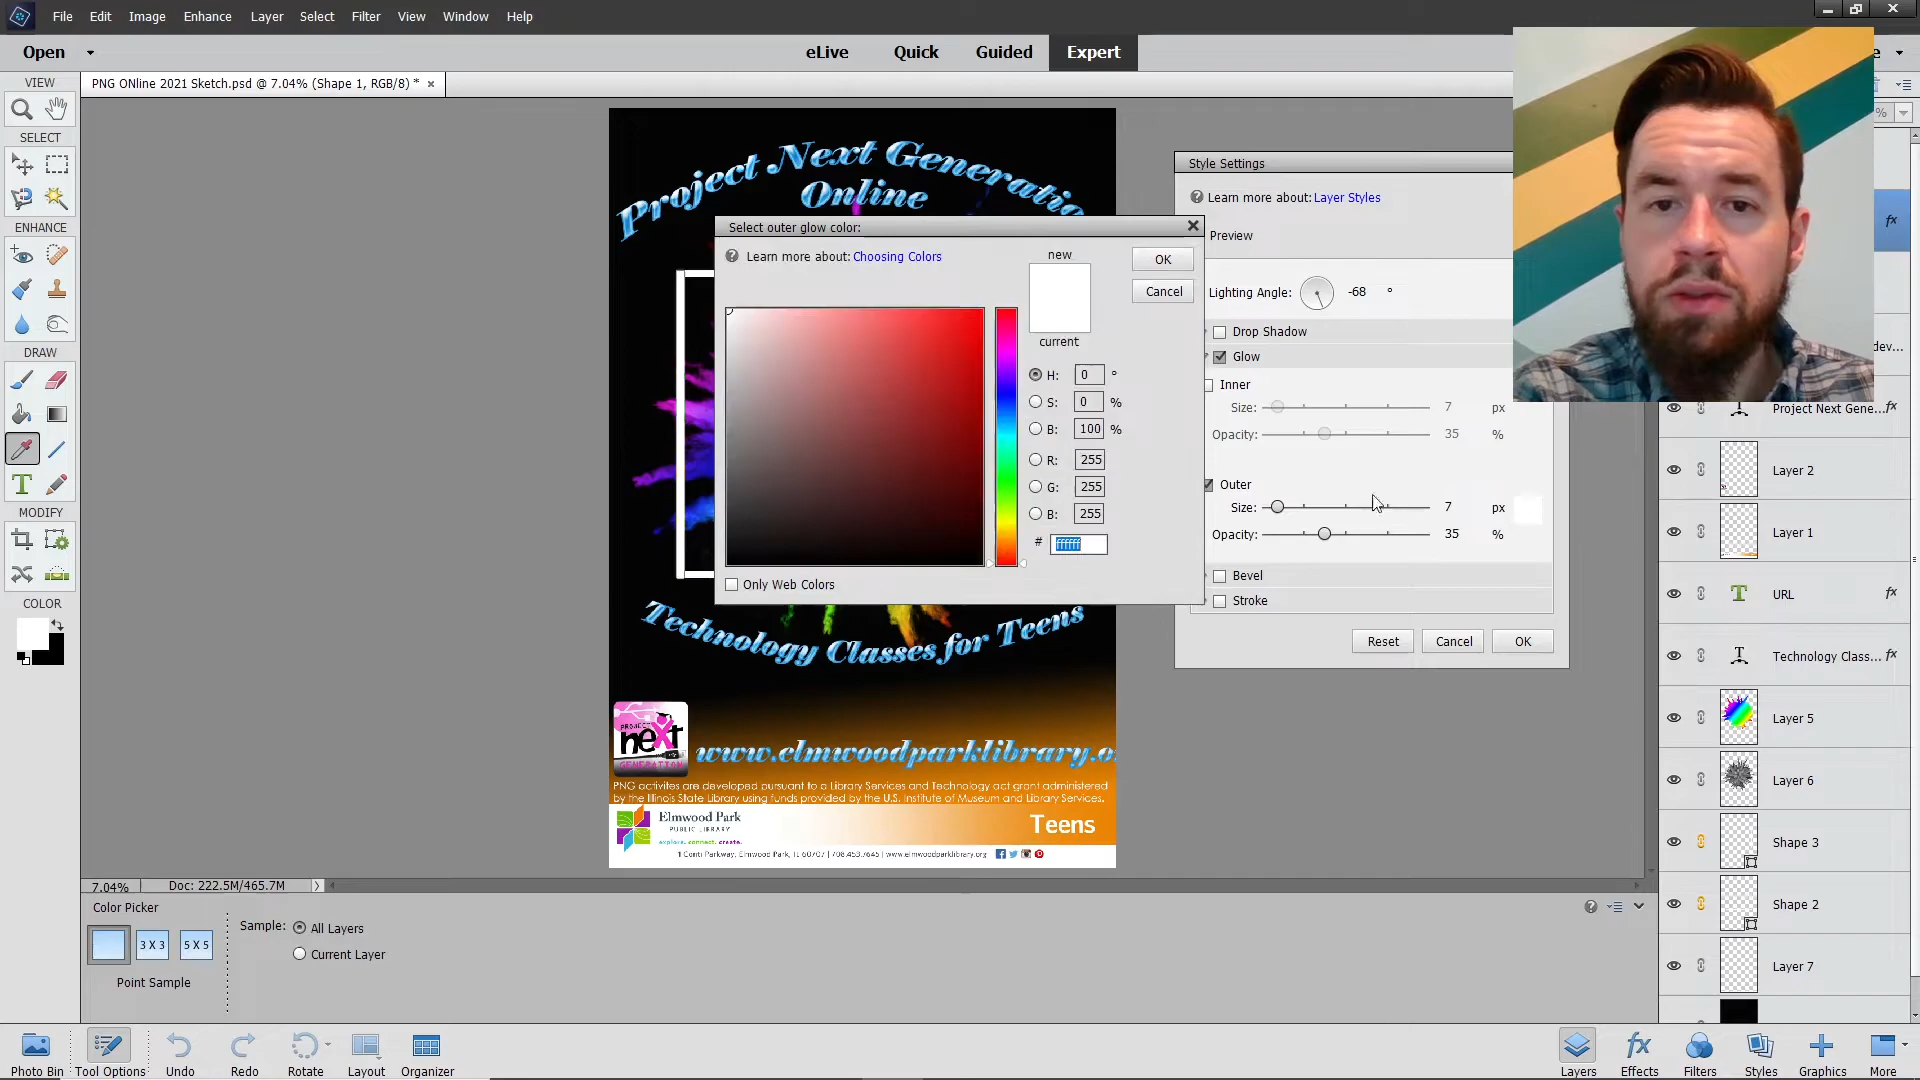 File Edit Image Enhance Layer Select Filter View Window Help
Open eLive Quick Guided Expert
PNG ONline 2021 Sketch.psd @ 7.04% (Shape 1, RGB/8) * ×
VIEW
SELECT
ENHANCE
DRAW
MODIFY
COLOR
Project Next Generatio
Online
Technology Classes for Teens
PROJECT
neXt
GENERATION
www.elmwoodparklibrary.o
PNG activites are developed pursuant to a Library Services and Technology act grant administered
by the Illinois State Library using funds provided by the U.S. Institute of Museum and Library Services.
Elmwood Park
PUBLIC LIBRARY
explore. connect. create.
Teens
1 Conti Parkway, Elmwood Park, IL 60707 | 708.453.7645 | www.elmwoodparklibrary.org
Select outer glow color:
Learn more about: Choosing Colors
new
current
OK
Cancel
H: 0 °
S: 0 %
B: 100 %
R: 255
G: 255
B: 255
# ffffff
Only Web Colors
Style Settings
Learn more about: Layer Styles
Preview
Lighting Angle: -68 °
Drop Shadow
Glow
Inner
Size: 7 px
Opacity: 35 %
Outer
Size: 7 px
Opacity: 35 %
Bevel
Stroke
Reset Cancel OK
%
fx
dev...
Project Next Gene... fx
Layer 2
Layer 1
URL fx
Technology Class... fx
Layer 5
Layer 6
Shape 3
Shape 2
Layer 7
7.04% Doc: 222.5M/465.7M
Color Picker
Sample: All Layers
Current Layer
3 X 3 5 X 5
Point Sample
Photo Bin Tool Options Undo Redo Rotate Layout Organizer
Layers Effects Filters Styles Graphics More